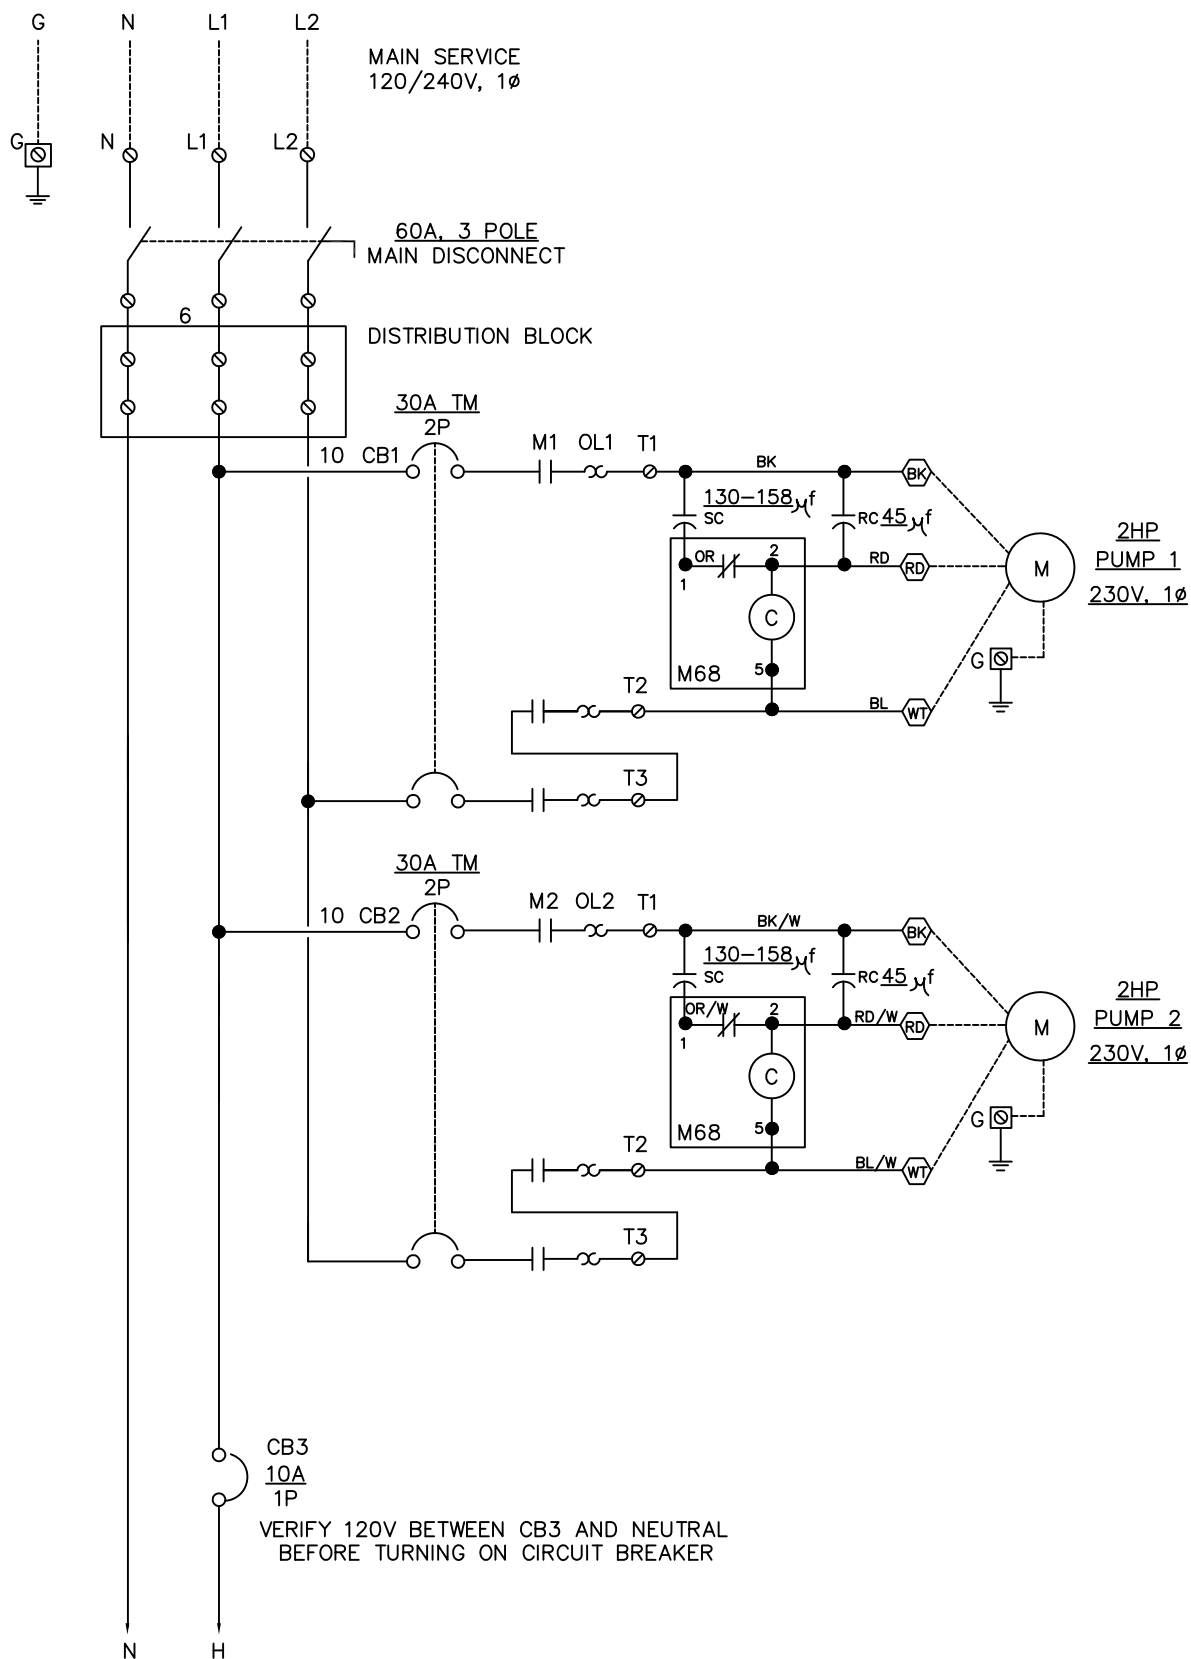 G N L1 L2
MAIN SERVICE
120/240V, 1ø
G N L1 L2
60A, 3 POLE
MAIN DISCONNECT
6
DISTRIBUTION BLOCK
30A TM
2P
10 CB1 M1 OL1 T1
BK BK
130-158µf
SC RC 45µf
2HP
PUMP 1
230V, 1ø
OR 2 RD RD M
1
C
G
5
M68
T2
BL WT
T3
30A TM
2P
10 CB2 M2 OL2 T1
BK/W BK
130-158µf
SC RC 45µf
2HP
PUMP 2
230V, 1ø
OR/W 2 RD/W RD M
1
C
G
5
M68
T2
BL/W WT
T3
CB3
10A
1P
VERIFY 120V BETWEEN CB3 AND NEUTRAL
BEFORE TURNING ON CIRCUIT BREAKER
N H